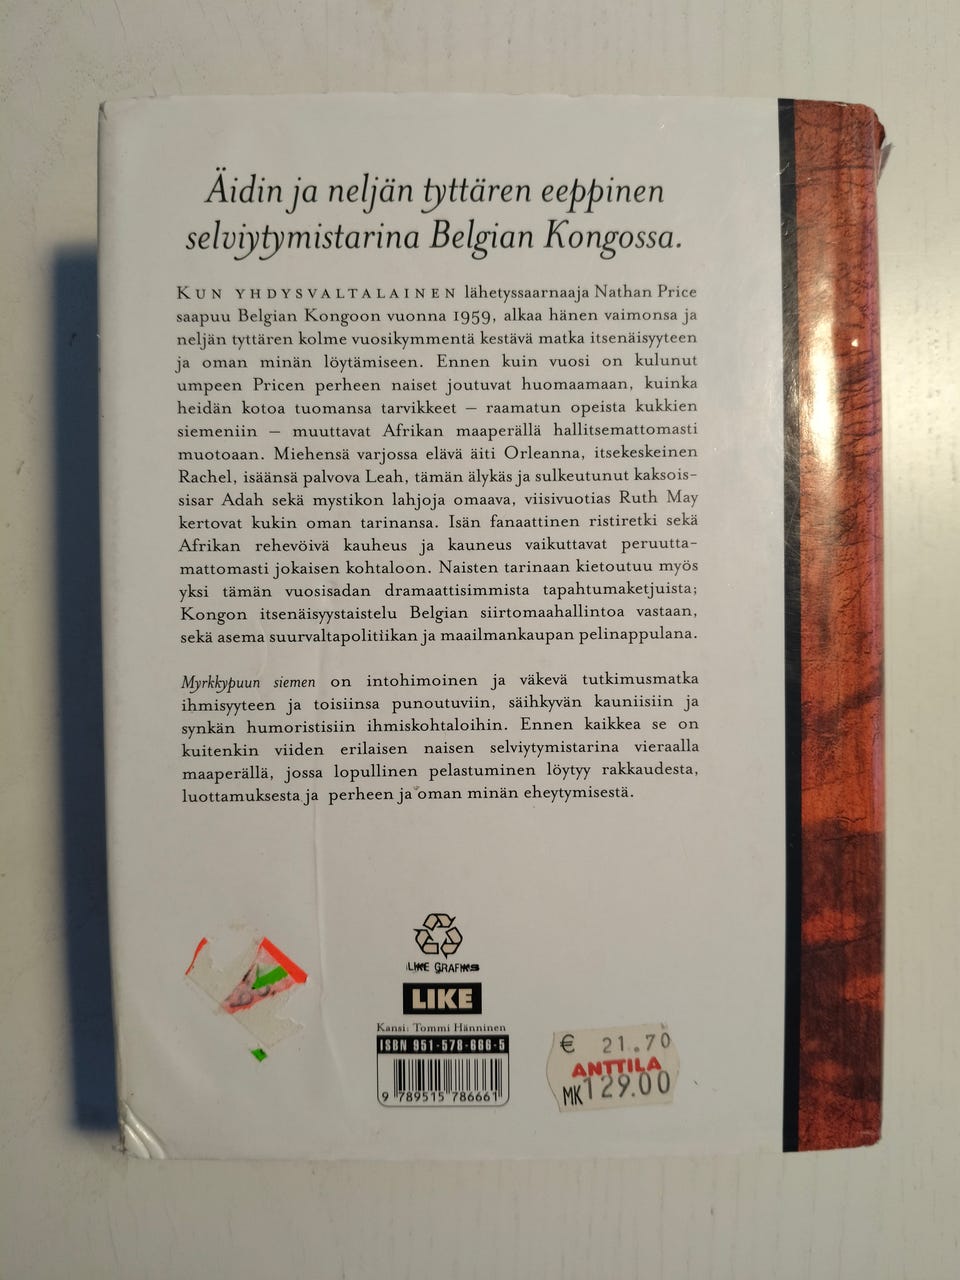 Äidin ja neljän tyttären eeppinen
selviytymistarina Belgian Kongossa.
KUN YHDYSVALTALAINEN lähetyssaarnaaja Nathan Price
saapuu Belgian Kongoon vuonna 1959, alkaa hänen vaimonsa ja
neljän tyttären kolme vuosikymmentä kestävä matka itsenäisyyteen
ja oman minän löytämiseen. Ennen kuin vuosi on kulunut
umpeen Pricen perheen naiset joutuvat huomaamaan, kuinka
heidän kotoa tuomansa tarvikkeet – raamatun opeista kukkien
siemeniin – muuttavat Afrikan maaperällä hallitsemattomasti
muotoaan. Miehensä varjossa elävä äiti Orleanna, itsekeskeinen
Rachel, isäänsä palvova Leah, tämän älykäs ja sulkeutunut kaksois-
sisar Adah sekä mystikon lahjoja omaava, viisivuotias Ruth May
kertovat kukin oman tarinansa. Isän fanaattinen ristiretki sekä
Afrikan rehevöivä kauheus ja kauneus vaikuttavat peruutta-
mattomasti jokaisen kohtaloon. Naisten tarinaan kietoutuu myös
yksi tämän vuosisadan dramaattisimmista tapahtumaketjuista;
Kongon itsenäisyystaistelu Belgian siirtomaahallintoa vastaan,
sekä asema suurvaltapolitiikan ja maailmankaupan pelinappulana.
Myrkkypuun siemen on intohimoinen ja väkevä tutkimusmatka
ihmisyyteen ja toisiinsa punoutuviin, säihkyvän kauniisiin ja
synkän humoristisiin ihmiskohtaloihin. Ennen kaikkea se on
kuitenkin viiden erilaisen naisen selviytymistarina vieraalla
maaperällä, jossa lopullinen pelastuminen löytyy rakkaudesta,
luottamuksesta ja perheen ja oman minän eheytymisestä.
LIKE GRAFIKS
LIKE
Kansi: Tommi Hänninen
ISBN 951-578-666-5
9 789515 786661
€ 21.70
ANTTILA
MK 129.00